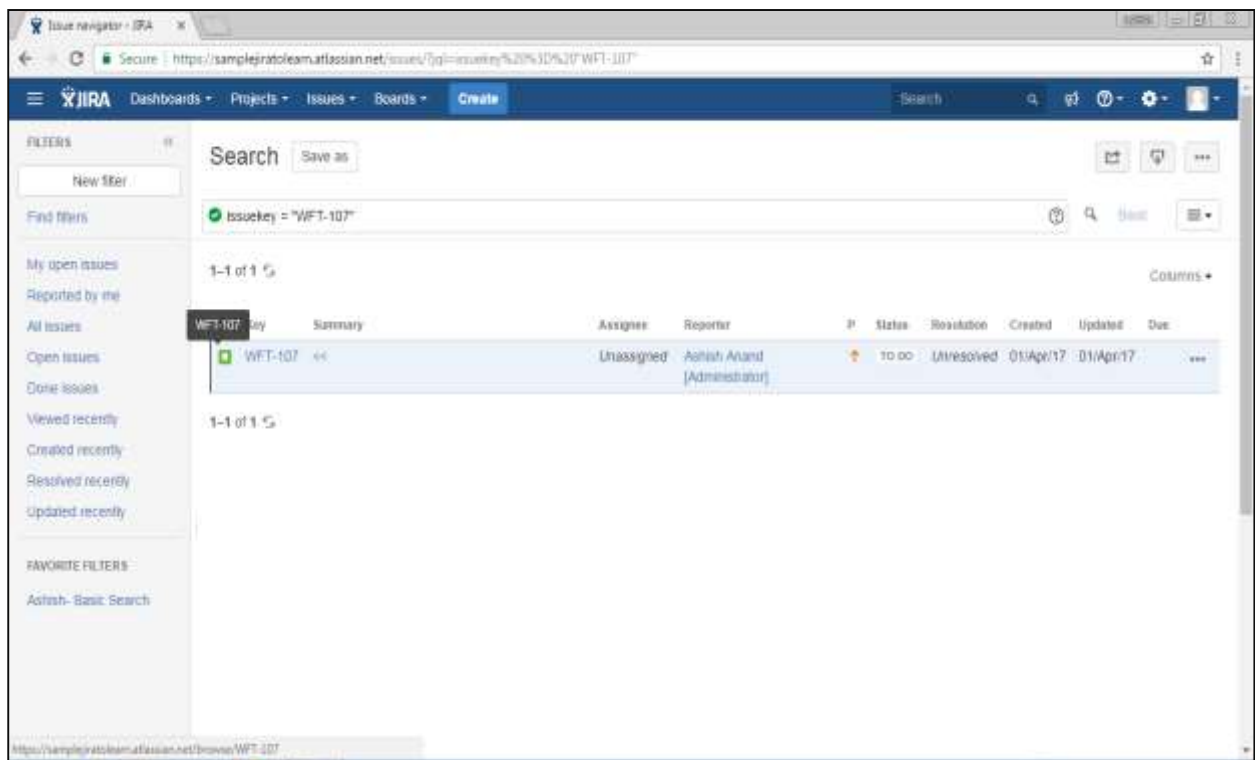 Issue navigator - JIRA
Secure https://samplejiratolearn.atlassian.net/issues/?jql=issuekey%20%3D%20"WFT-107"
JIRA Dashboards Projects Issues Boards Create Search
FILTERS
New filter
Find filters
My open issues
Reported by me
All issues
Open issues
Done issues
Viewed recently
Created recently
Resolved recently
Updated recently
FAVORITE FILTERS
Ashish- Basic Search
Search Save as
issuekey = "WFT-107" Basic
1–1 of 1
Columns
WFT-107 Key Summary Assignee Reporter P Status Resolution Created Updated Due
WFT-107 Unassigned Ashish Anand TO DO Unresolved 01/Apr/17 01/Apr/17
[Administrator]
1–1 of 1
https://samplejiratolearn.atlassian.net/browse/WFT-107